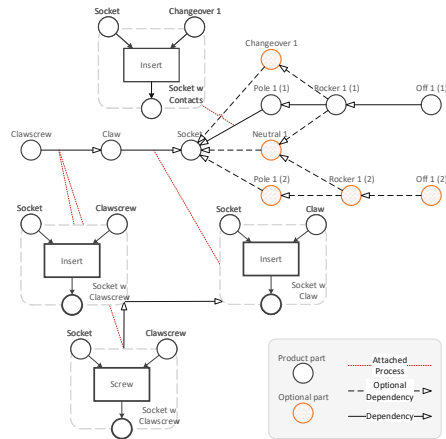 Socket
Changeover 1
Insert
Socket w
Contacts
Changeover 1
Pole 1 (1)
Rocker 1 (1)
Off 1 (1)
Clawscrew
Claw
Socket
Neutral 1
Pole 1 (2)
Rocker 1 (2)
Off 1 (2)
Socket
Clawscrew
Insert
Socket w
Clawscrew
Socket
Claw
Insert
Socket w
Claw
Socket
Clawscrew
Screw
Socket w
Clawscrew
Product part
Attached
Process
Optional
Dependency
Optional part
Dependency